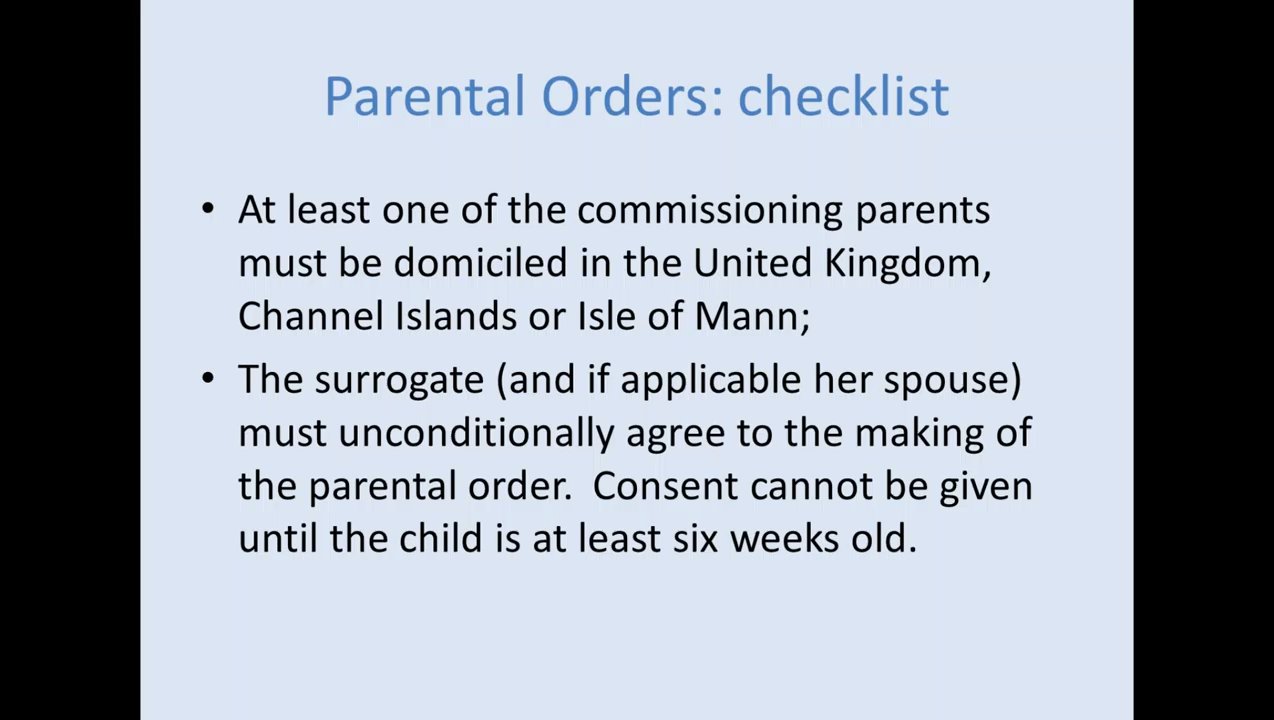 Parental Orders: checklist
• At least one of the commissioning parents
must be domiciled in the United Kingdom,
Channel Islands or Isle of Mann;
• The surrogate (and if applicable her spouse)
must unconditionally agree to the making of
the parental order.  Consent cannot be given
until the child is at least six weeks old.